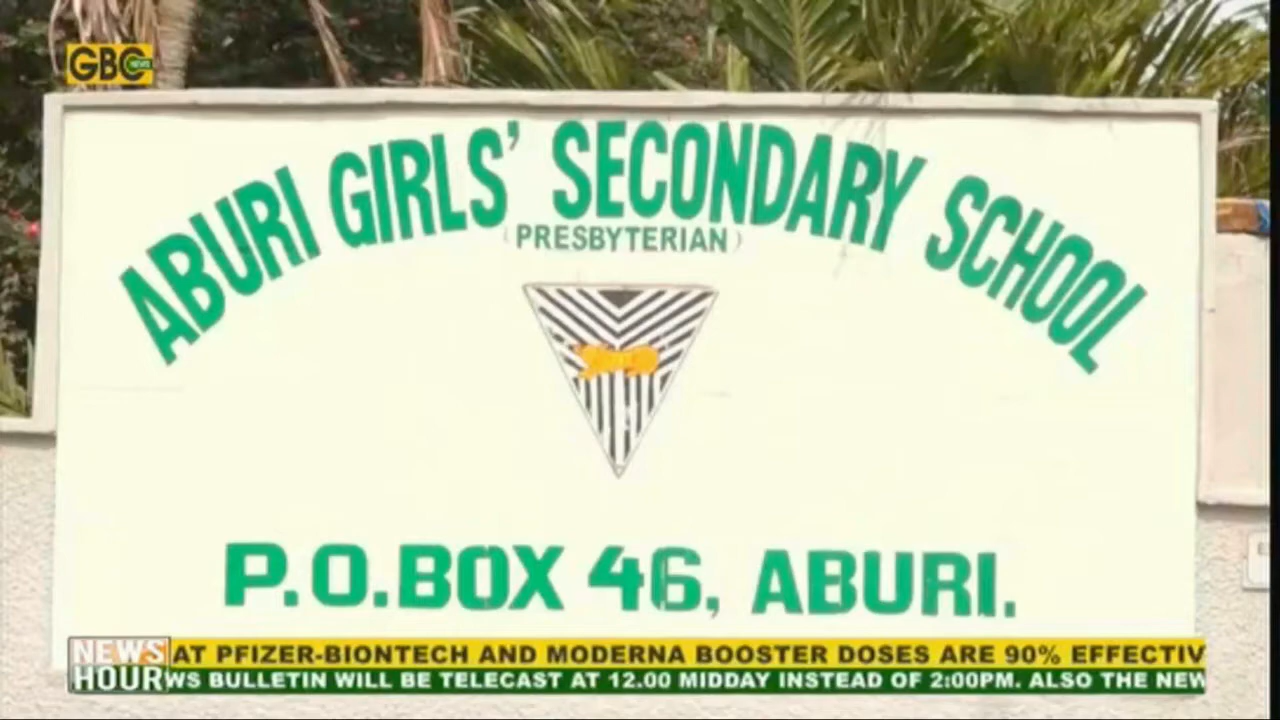 GBC NEWS
ABURI GIRLS' SECONDARY SCHOOL
(PRESBYTERIAN)
P.O.BOX 46, ABURI.
NEWS HOUR
AT PFIZER-BIONTECH AND MODERNA BOOSTER DOSES ARE 90% EFFECTIV
WS BULLETIN WILL BE TELECAST AT 12.00 MIDDAY INSTEAD OF 2:00PM. ALSO THE NEW